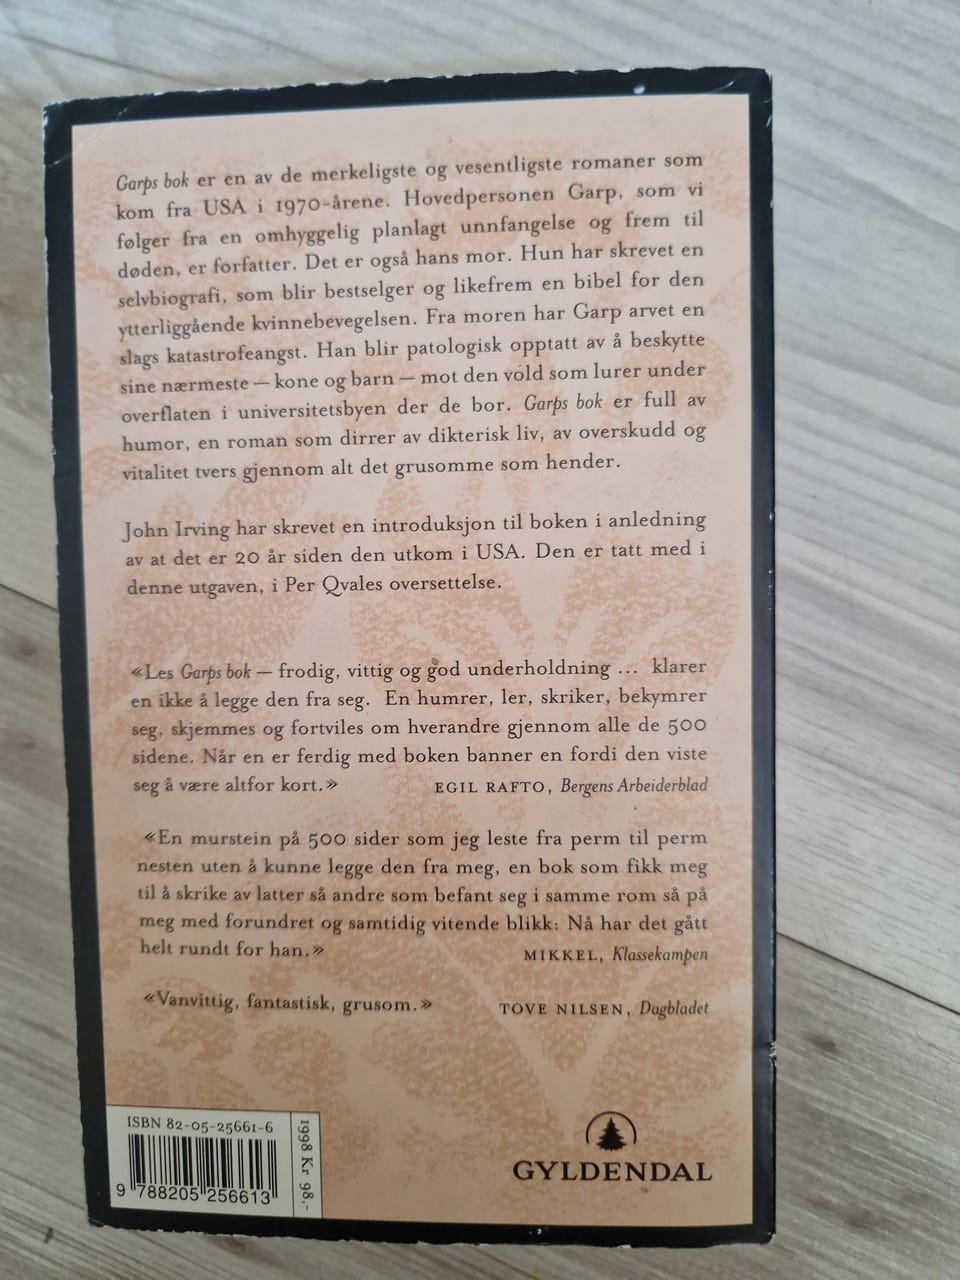 Garps bok er en av de merkeligste og vesentligste romaner som
kom fra USA i 1970-årene. Hovedpersonen Garp, som vi
følger fra en omhyggelig planlagt unnfangelse og frem til
døden, er forfatter. Det er også hans mor. Hun har skrevet en
selvbiografi, som blir bestselger og likefrem en bibel for den
ytterliggående kvinnebevegelsen. Fra moren har Garp arvet en
slags katastrofeangst. Han blir patologisk opptatt av å beskytte
sine nærmeste – kone og barn – mot den vold som lurer under
overflaten i universitetsbyen der de bor. Garps bok er full av
humor, en roman som dirrer av dikterisk liv, av overskudd og
vitalitet tvers gjennom alt det grusomme som hender.
John Irving har skrevet en introduksjon til boken i anledning
av at det er 20 år siden den utkom i USA. Den er tatt med i
denne utgaven, i Per Qvales oversettelse.
«Les Garps bok – frodig, vittig og god underholdning ... klarer
en ikke å legge den fra seg. En humrer, ler, skriker, bekymrer
seg, skjemmes og fortviles om hverandre gjennom alle de 500
sidene. Når en er ferdig med boken banner en fordi den viste
seg å være altfor kort.» EGIL RAFTO, Bergens Arbeiderblad
«En murstein på 500 sider som jeg leste fra perm til perm
nesten uten å kunne legge den fra meg, en bok som fikk meg
til å skrike av latter så andre som befant seg i samme rom så på
meg med forundret og samtidig vitende blikk: Nå har det gått
helt rundt for han.» MIKKEL, Klassekampen
«Vanvittig, fantastisk, grusom.» TOVE NILSEN, Dagbladet
ISBN 82-05-25661-6
9 788205 256613
1998 Kr 98.-
GYLDENDAL